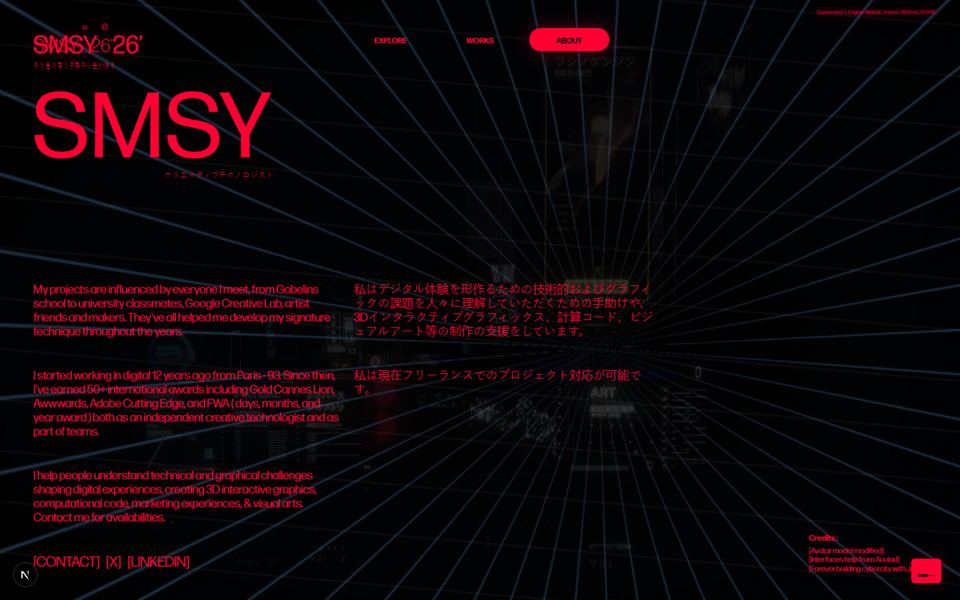 SMSY 26'
EXPLORE
WORKS
ABOUT
SMSY
クリエイティブテクノロジスト
My projects are influenced by everyone I meet, from Gobelins
school to university classmates, Google Creative Lab, artist
friends and makers. They've all helped me develop my signature
technique throughout the years.
I started working in digital 12 years ago from Paris - 93. Since then,
I've earned 50+ international awards including Gold Cannes Lion,
Awwwards, Adobe Cutting Edge, and FWA ( days, months, and
year award ) both as an independent creative technologist and as
part of teams.
I help people understand technical and graphical challenges
shaping digital experiences, creating 3D interactive graphics,
computational code, marketing experiences, & visual arts.
Contact me for availabilities.
私はデジタル体験を形作るための技術的およびグラフィ
ックの課題を人々に理解していただくための手助けや、
3Dインタラクティブグラフィックス、計算コード、ビジ
ュアルアート等の制作の支援をしています。
私は現在フリーランスでのプロジェクト対応が可能で
す。
ART
[CONTACT] [X] [LINKEDIN]
N
Credits :
[Avatar model modified]
[Interfaces help from Acolad]
[Forever building cybercity with